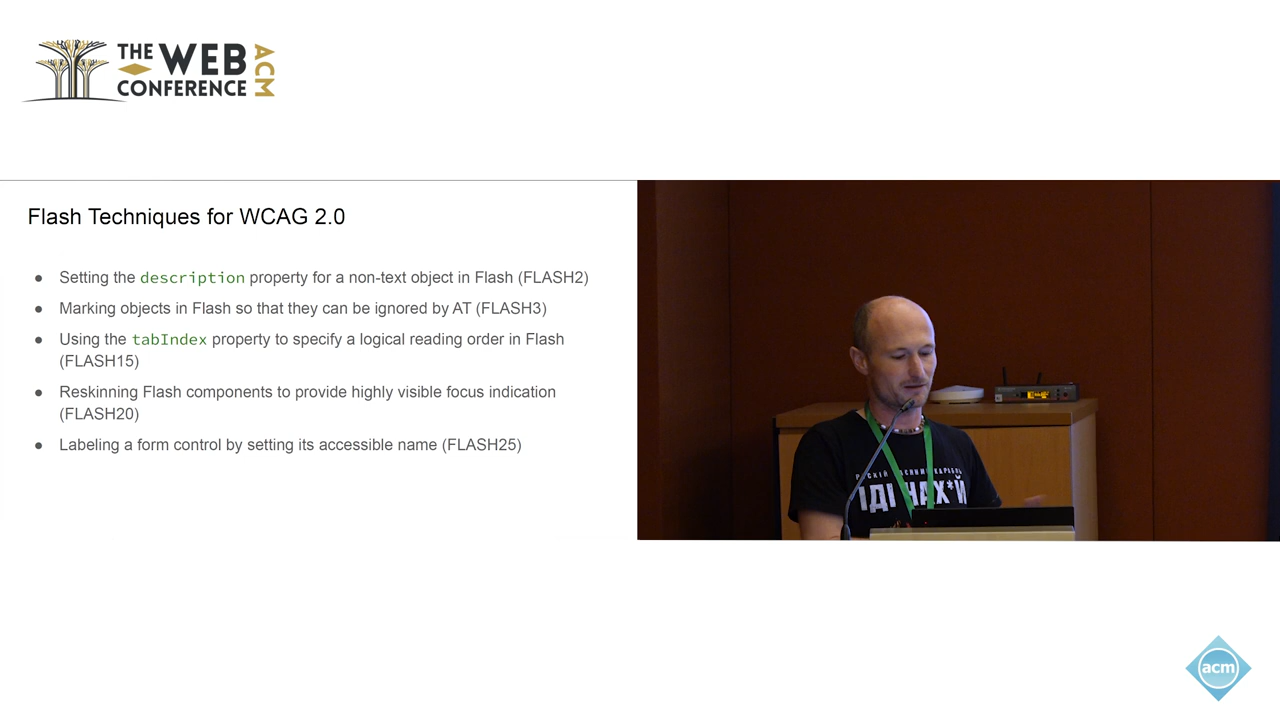 THE WEB
CONFERENCE
ACM
Flash Techniques for WCAG 2.0
● Setting the description property for a non-text object in Flash (FLASH2)
● Marking objects in Flash so that they can be ignored by AT (FLASH3)
● Using the tabIndex property to specify a logical reading order in Flash
(FLASH15)
● Reskinning Flash components to provide highly visible focus indication
(FLASH20)
● Labeling a form control by setting its accessible name (FLASH25)
ІДІ НАХ*Й
acm